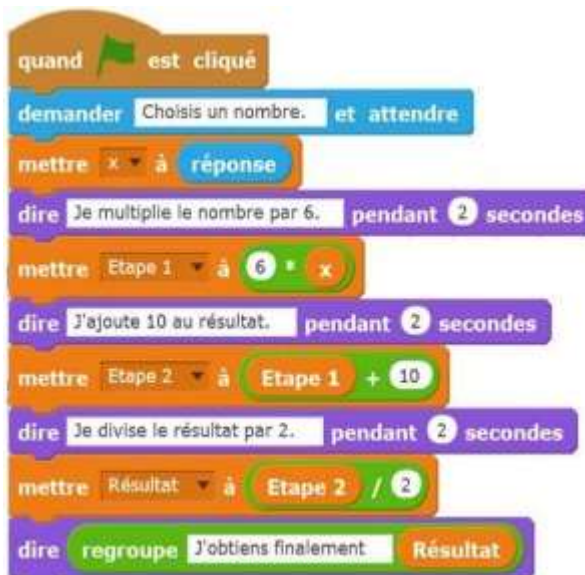 quand est cliqué
demander Choisis un nombre. et attendre
mettre x à réponse
dire Je multiplie le nombre par 6. pendant 2 secondes
mettre Etape 1 à 6 * x
dire J'ajoute 10 au résultat. pendant 2 secondes
mettre Etape 2 à Etape 1 + 10
dire Je divise le résultat par 2. pendant 2 secondes
mettre Résultat à Etape 2 / 2
dire regroupe J'obtiens finalement Résultat